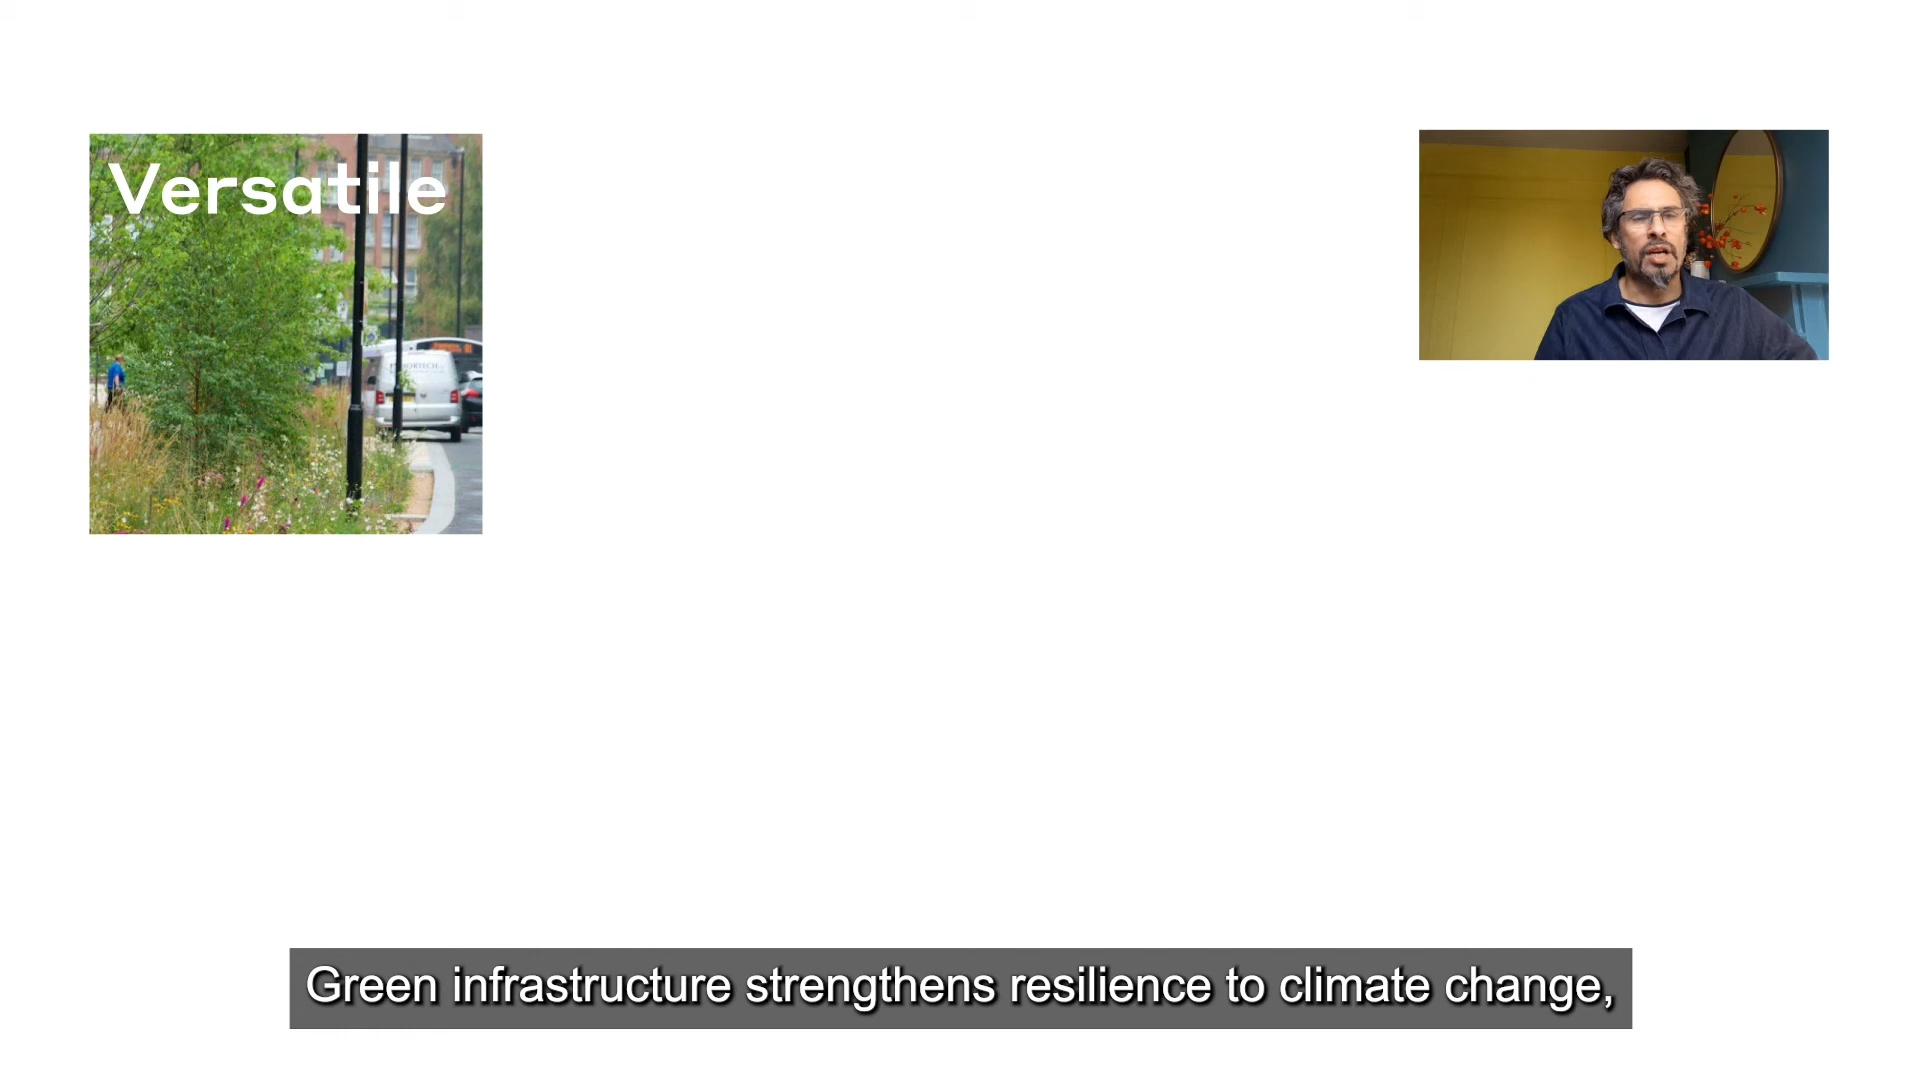 Versatile
Green infrastructure strengthens resilience to climate change,